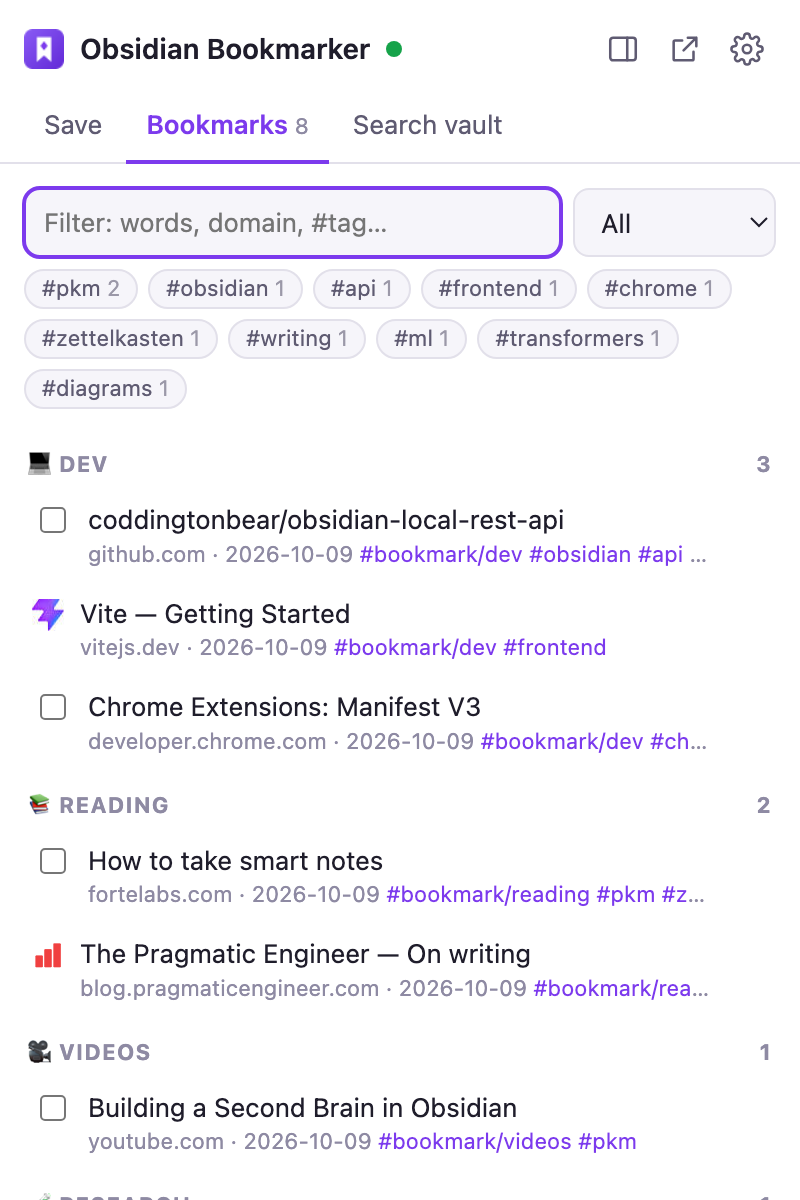 Obsidian Bookmarker
Save Bookmarks 8 Search vault
Filter: words, domain, #tag... All
#pkm 2 #obsidian 1 #api 1 #frontend 1 #chrome 1
#zettelkasten 1 #writing 1 #ml 1 #transformers 1
#diagrams 1
DEV 3
coddingtonbear/obsidian-local-rest-api
github.com · 2026-10-09 #bookmark/dev #obsidian #api ...
Vite — Getting Started
vitejs.dev · 2026-10-09 #bookmark/dev #frontend
Chrome Extensions: Manifest V3
developer.chrome.com · 2026-10-09 #bookmark/dev #ch...
READING 2
How to take smart notes
fortelabs.com · 2026-10-09 #bookmark/reading #pkm #z...
The Pragmatic Engineer — On writing
blog.pragmaticengineer.com · 2026-10-09 #bookmark/rea...
VIDEOS 1
Building a Second Brain in Obsidian
youtube.com · 2026-10-09 #bookmark/videos #pkm
RESEARCH